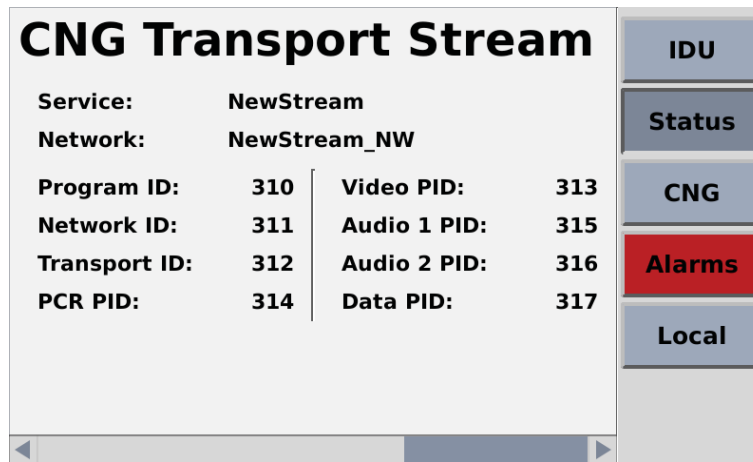 CNG Transport Stream
Service: NewStream
Network: NewStream_NW
Program ID: 310 Video PID: 313
Network ID: 311 Audio 1 PID: 315
Transport ID: 312 Audio 2 PID: 316
PCR PID: 314 Data PID: 317
IDU
Status
CNG
Alarms
Local